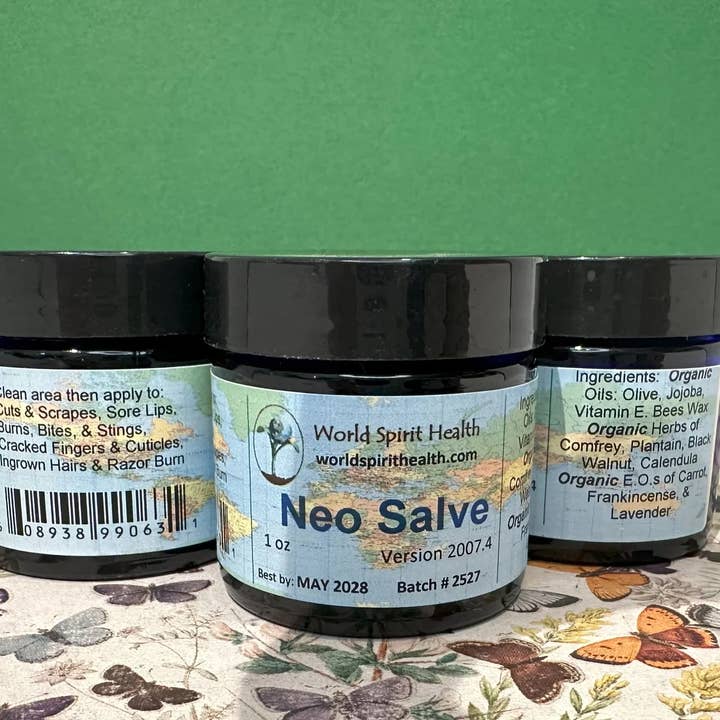 Clean area then apply to:
Cuts & Scrapes, Sore Lips,
Burns, Bites, & Stings,
Cracked Fingers & Cuticles,
Ingrown Hairs & Razor Burn
08938 99063 1
World Spirit Health
worldspirithealth.com
Neo Salve
1 oz
Version 2007.4
Best by: MAY 2028 Batch # 2527
Ingredients: Organic
Oils: Olive, Jojoba,
Vitamin E. Bees Wax
Organic Herbs of
Comfrey, Plantain, Black
Walnut, Calendula
Organic E.O.s of Carrot,
Frankincense, &
Lavender